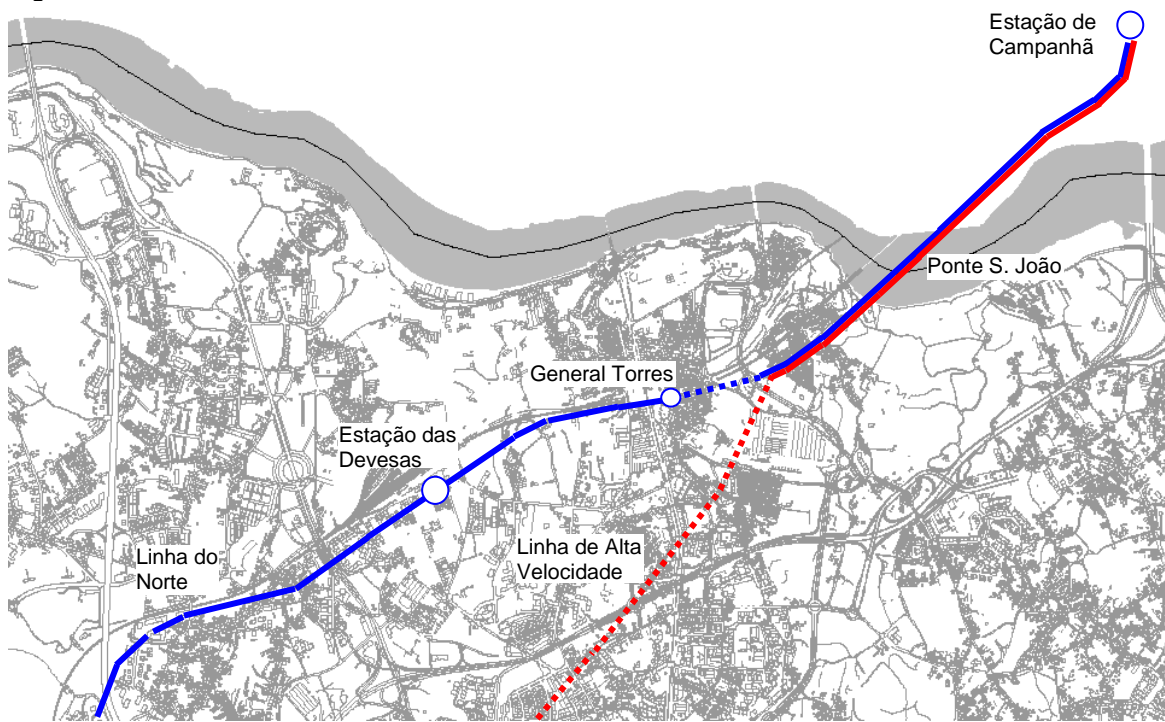 Estação de
Campanhã
Ponte S. João
General Torres
Estação das
Devesas
Linha do
Norte
Linha de Alta
Velocidade